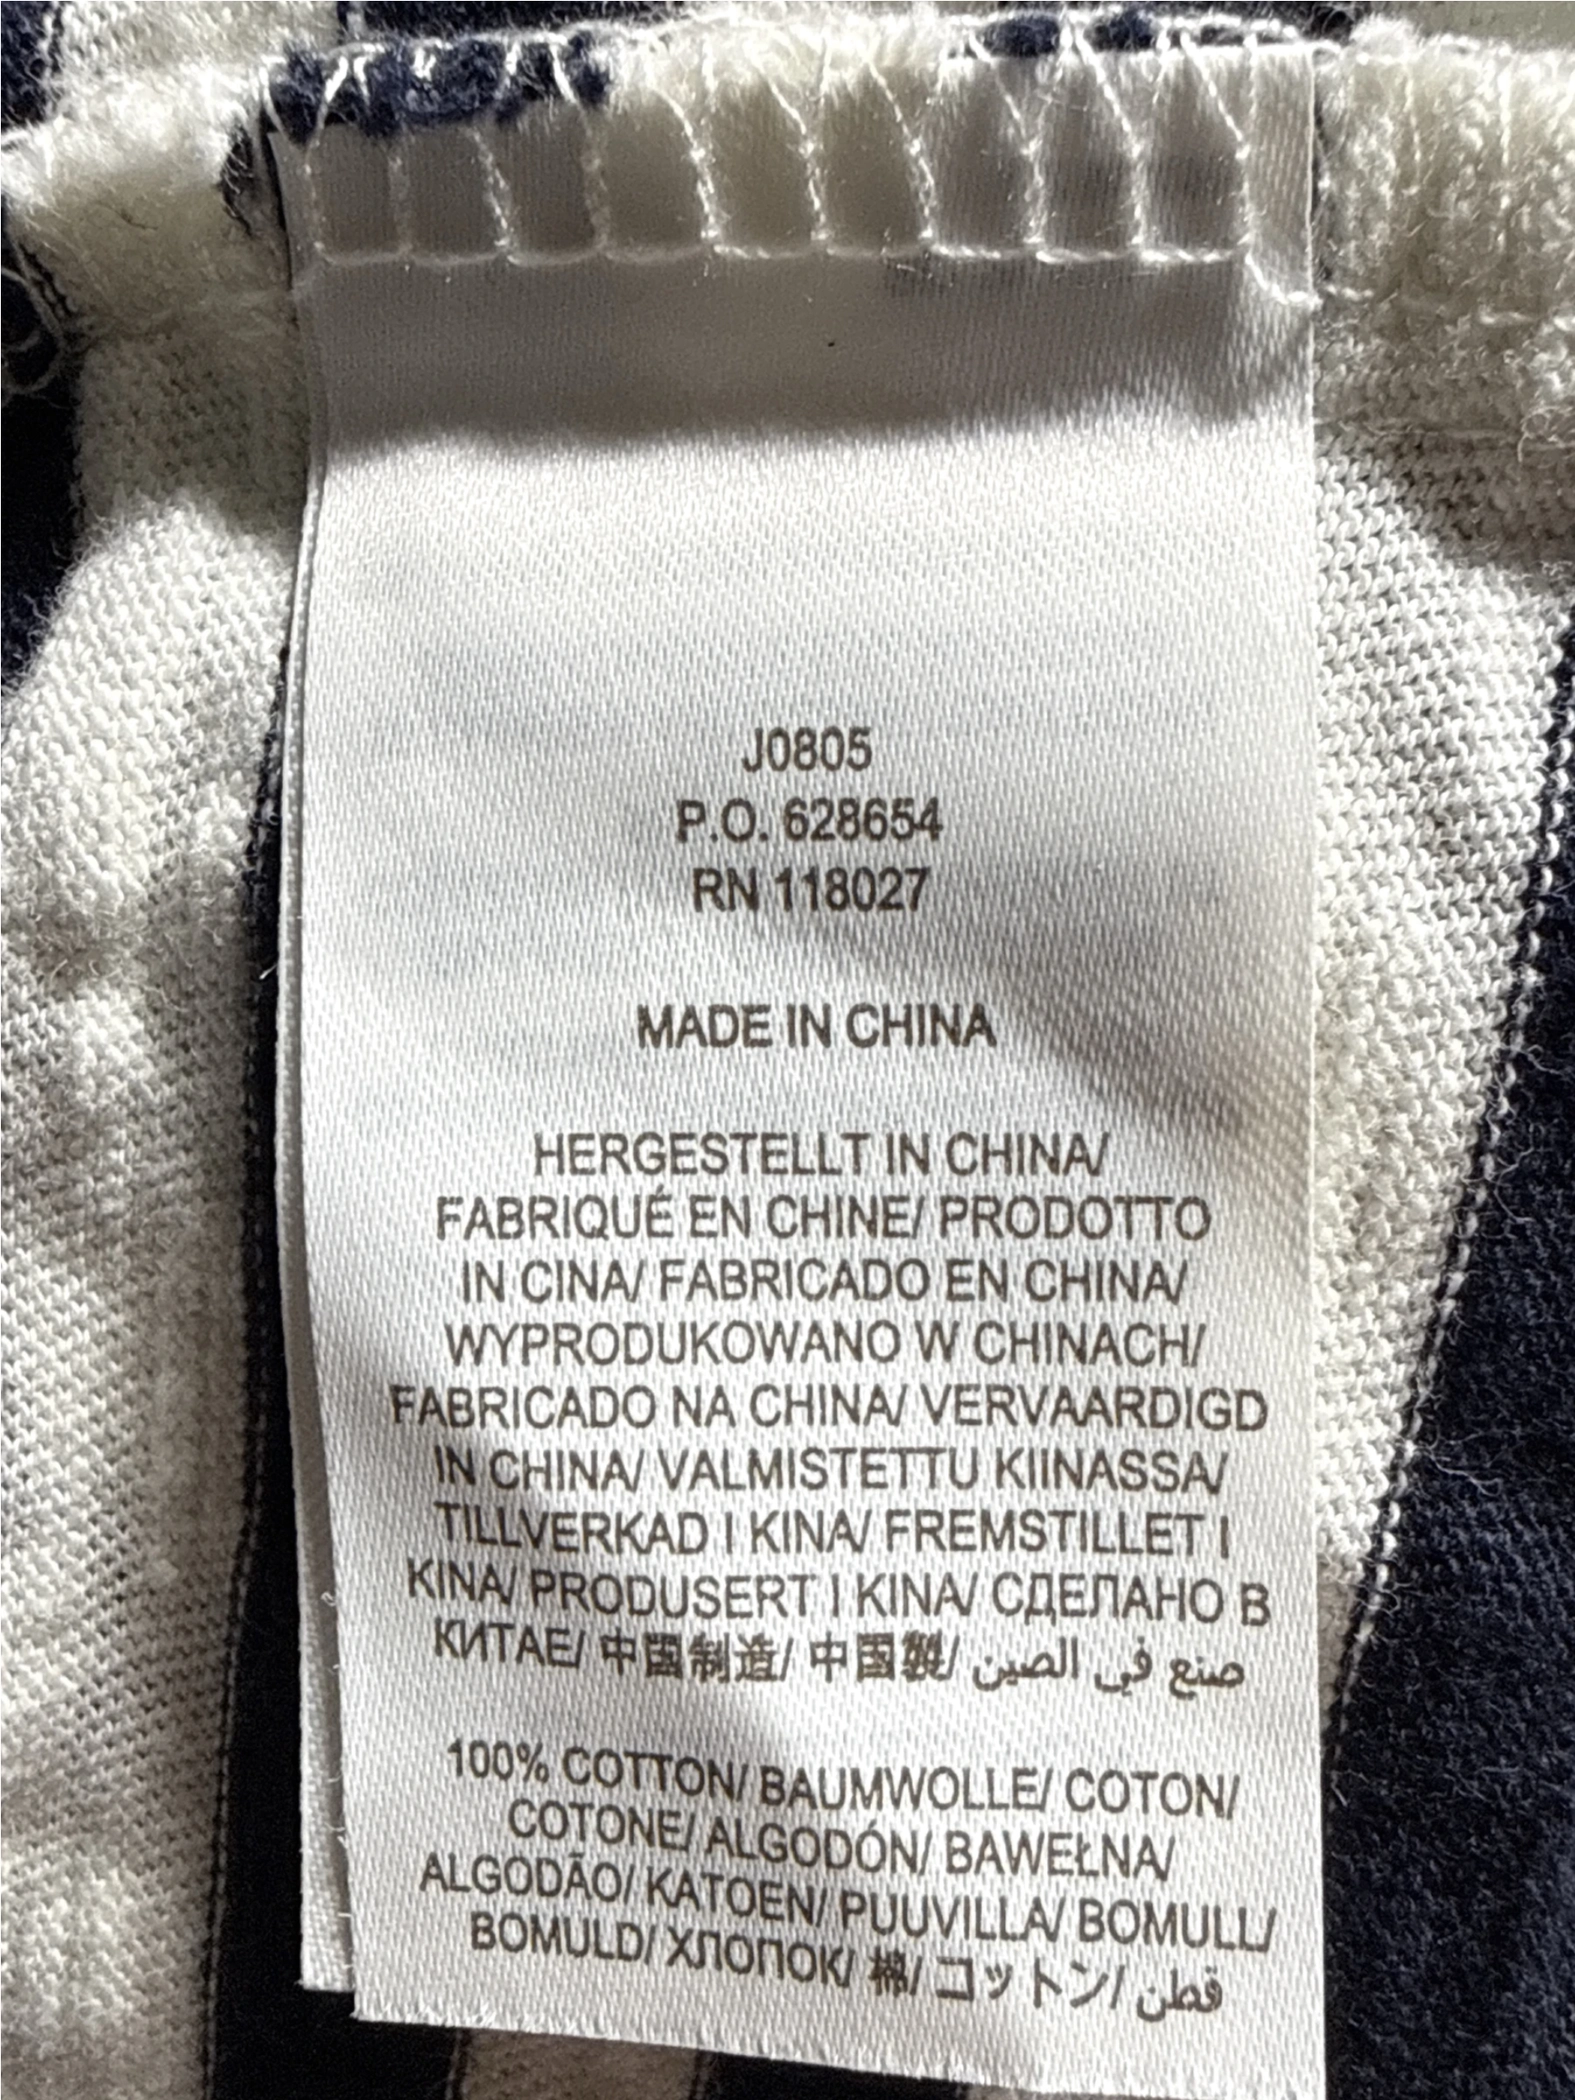 J0805
P.O. 628654
RN 118027
MADE IN CHINA
HERGESTELLT IN CHINA/
FABRIQUÉ EN CHINE/ PRODOTTO
IN CINA/ FABRICADO EN CHINA/
WYPRODUKOWANO W CHINACH/
FABRICADO NA CHINA/ VERVAARDIGD
IN CHINA/ VALMISTETTU KIINASSA/
TILLVERKAD I KINA/ FREMSTILLET I
KINA/ PRODUSERT I KINA/ СДЕЛАНО В
КИТАЕ/ 中国制造/ 中国製/ صنع في الصين
100% COTTON/ BAUMWOLLE/ COTON/
COTONE/ ALGODÓN/ BAWEŁNA/
ALGODÃO/ KATOEN/ PUUVILLA/ BOMULL/
BOMULD/ ХЛОПОК/ 棉/ コットン/ قطن